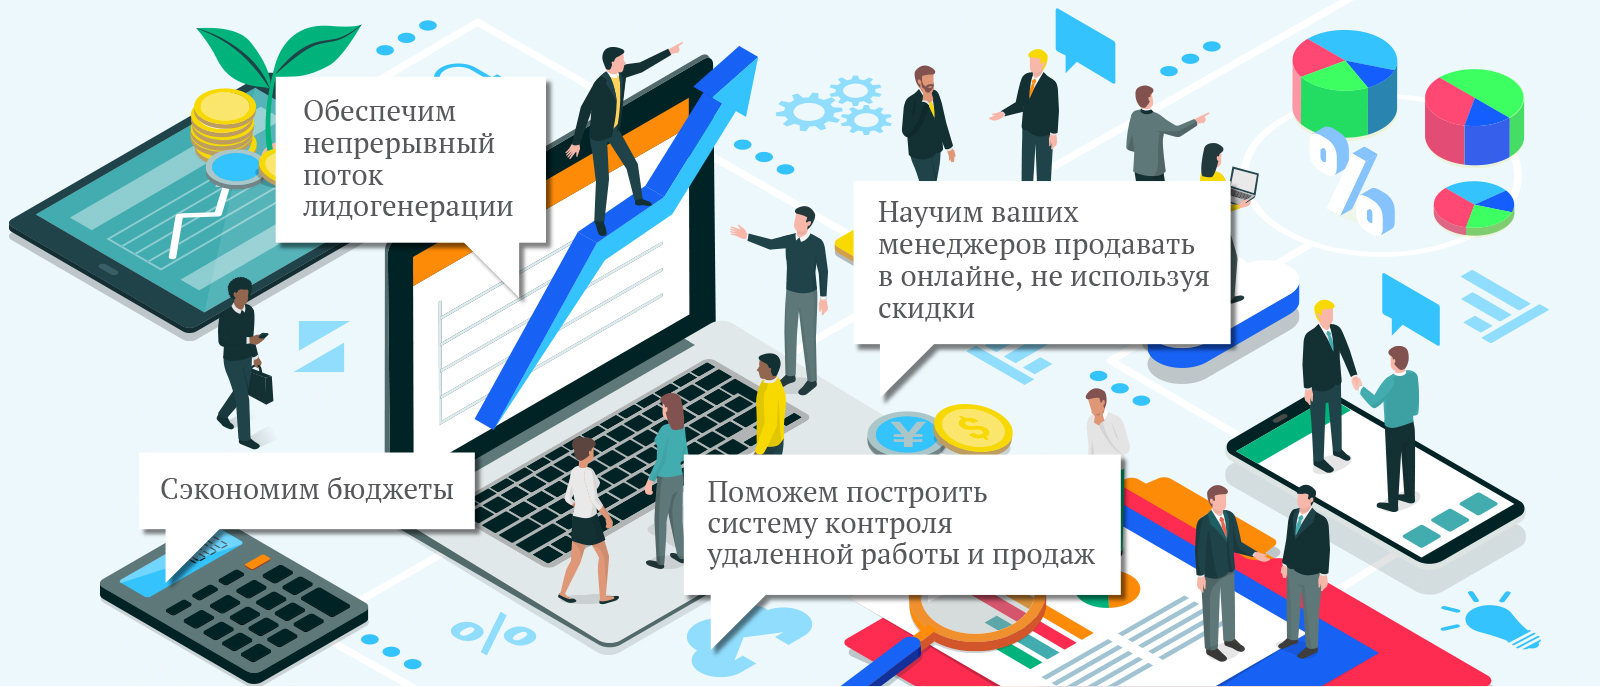 Обеспечим
непрерывный
поток
лидогенерации
Научим ваших
менеджеров продавать
в онлайне, не используя
скидки
Сэкономим бюджеты
Поможем построить
систему контроля
удаленной работы и продаж
%
¥
$
%